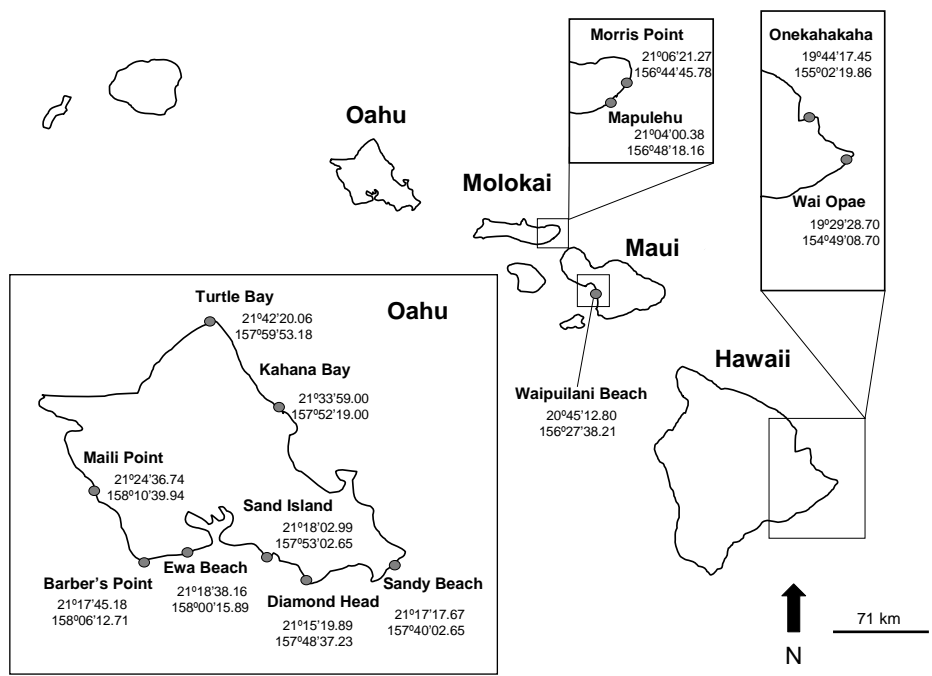 Morris Point
21º06'21.27
156º44'45.78
Mapulehu
21º04'00.38
156º48'18.16
Onekahakaha
19º44'17.45
155º02'19.86
Wai Opae
19º29'28.70
154º49'08.70
Oahu
Molokai
Maui
Waipuilani Beach
20º45'12.80
156º27'38.21
Hawaii
Oahu
Turtle Bay
21º42'20.06
157º59'53.18
Kahana Bay
21º33'59.00
157º52'19.00
Maili Point
21º24'36.74
158º10'39.94
Sand Island
21º18'02.99
157º53'02.65
Barber's Point
21º17'45.18
158º06'12.71
Ewa Beach
21º18'38.16
158º00'15.89
Diamond Head
21º15'19.89
157º48'37.23
Sandy Beach
21º17'17.67
157º40'02.65
N
71 km